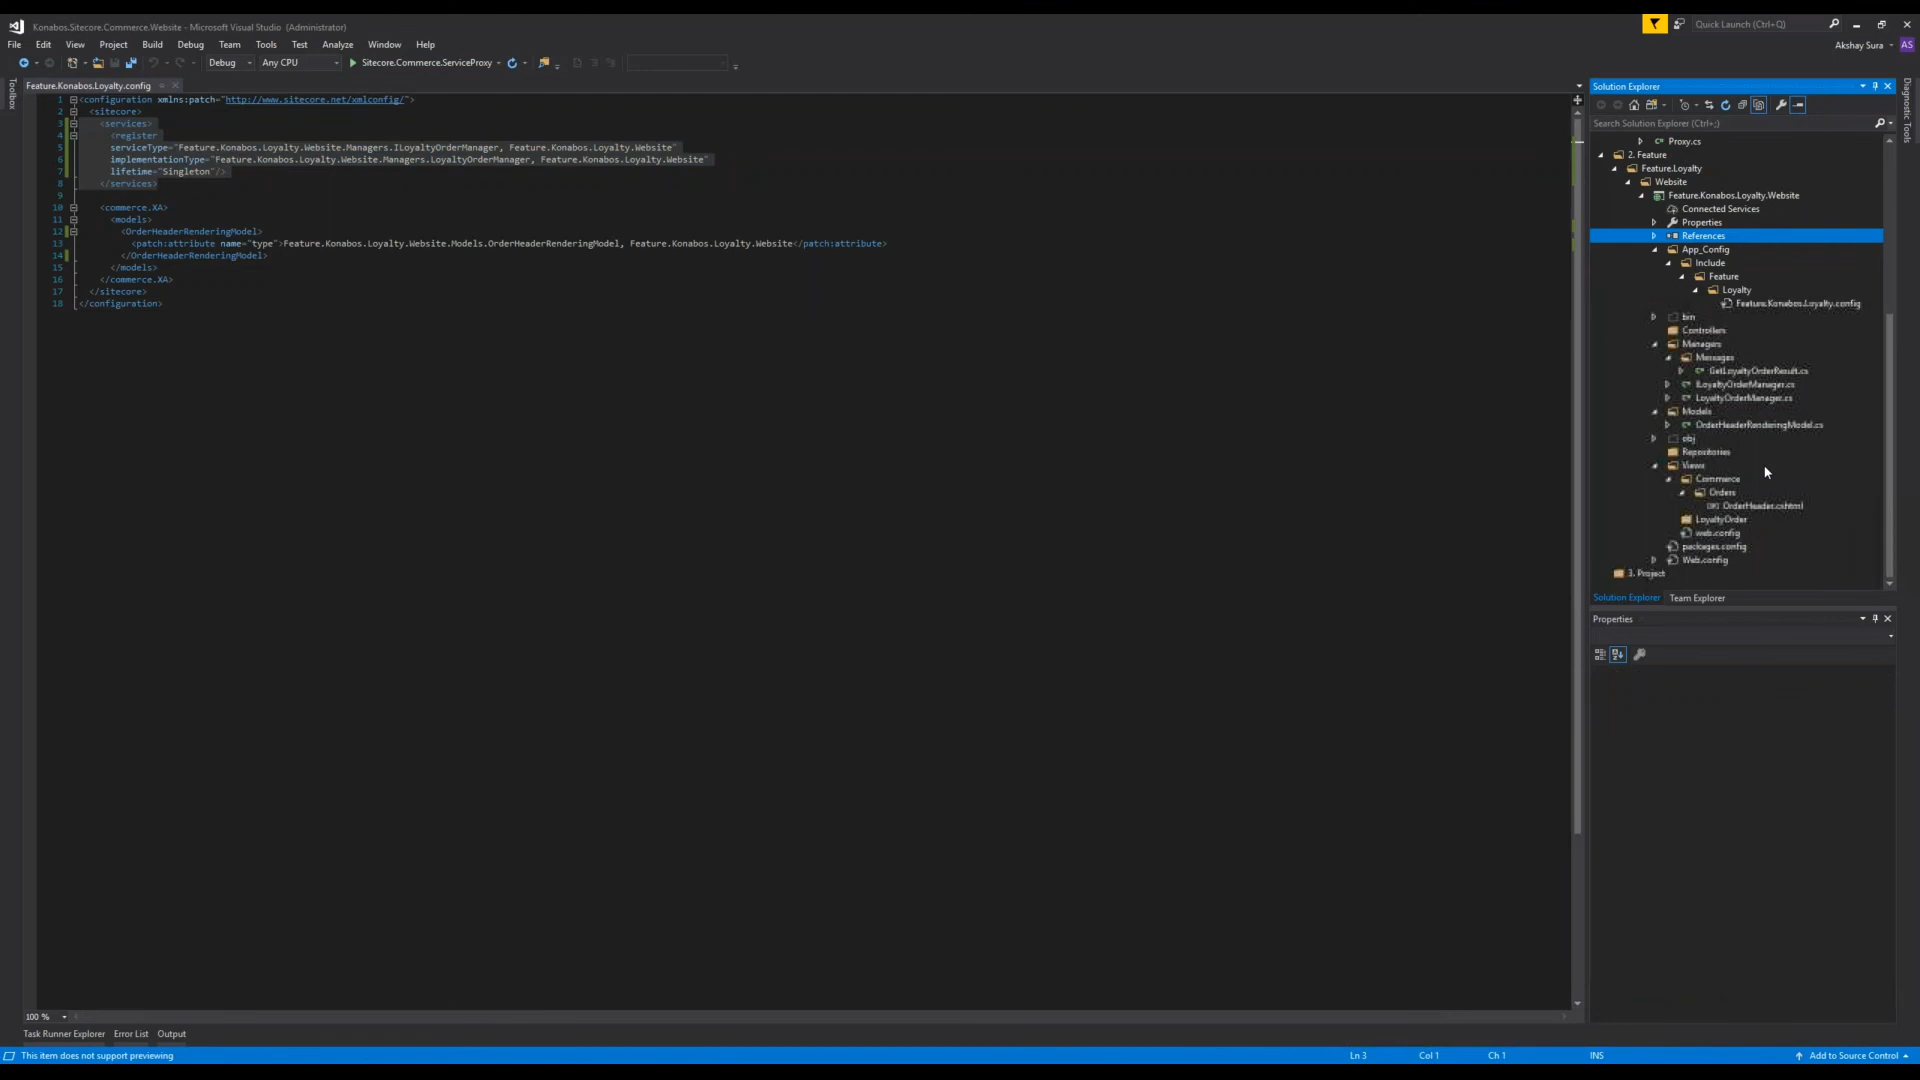 Konabos.Sitecore.Commerce.Website - Microsoft Visual Studio (Administrator)
Quick Launch (Ctrl+Q)
File Edit View Project Build Debug Team Tools Test Analyze Window Help
Akshay Sura AS
Debug Any CPU Sitecore.Commerce.ServiceProxy
Toolbox
Feature.Konabos.Loyalty.config
1 <configuration xmlns:patch="http://www.sitecore.net/xmlconfig/">
2 <sitecore>
3 <services>
4 <register
5 serviceType="Feature.Konabos.Loyalty.Website.Managers.ILoyaltyOrderManager, Feature.Konabos.Loyalty.Website"
6 implementationType="Feature.Konabos.Loyalty.Website.Managers.LoyaltyOrderManager, Feature.Konabos.Loyalty.Website"
7 lifetime="Singleton"/>
8 </services>
9
10 <commerce.XA>
11 <models>
12 <OrderHeaderRenderingModel>
13 <patch:attribute name="type">Feature.Konabos.Loyalty.Website.Models.OrderHeaderRenderingModel, Feature.Konabos.Loyalty.Website</patch:attribute>
14 </OrderHeaderRenderingModel>
15 </models>
16 </commerce.XA>
17 </sitecore>
18 </configuration>
100 %
Task Runner Explorer Error List Output
Solution Explorer
Search Solution Explorer (Ctrl+;)
Proxy.cs
2. Feature
Feature.Loyalty
Website
Feature.Konabos.Loyalty.Website
Connected Services
Properties
References
App_Config
Include
Feature
Loyalty
Feature.Konabos.Loyalty.config
bin
Controllers
Managers
Messages
GetLoyaltyOrderResult.cs
ILoyaltyOrderManager.cs
LoyaltyOrderManager.cs
Models
OrderHeaderRenderingModel.cs
obj
Repositories
Views
Commerce
Orders
OrderHeader.cshtml
LoyaltyOrder
web.config
packages.config
Web.config
3. Project
Solution Explorer Team Explorer
Properties
Diagnostic Tools
This item does not support previewing
Ln 3 Col 1 Ch 1 INS Add to Source Control